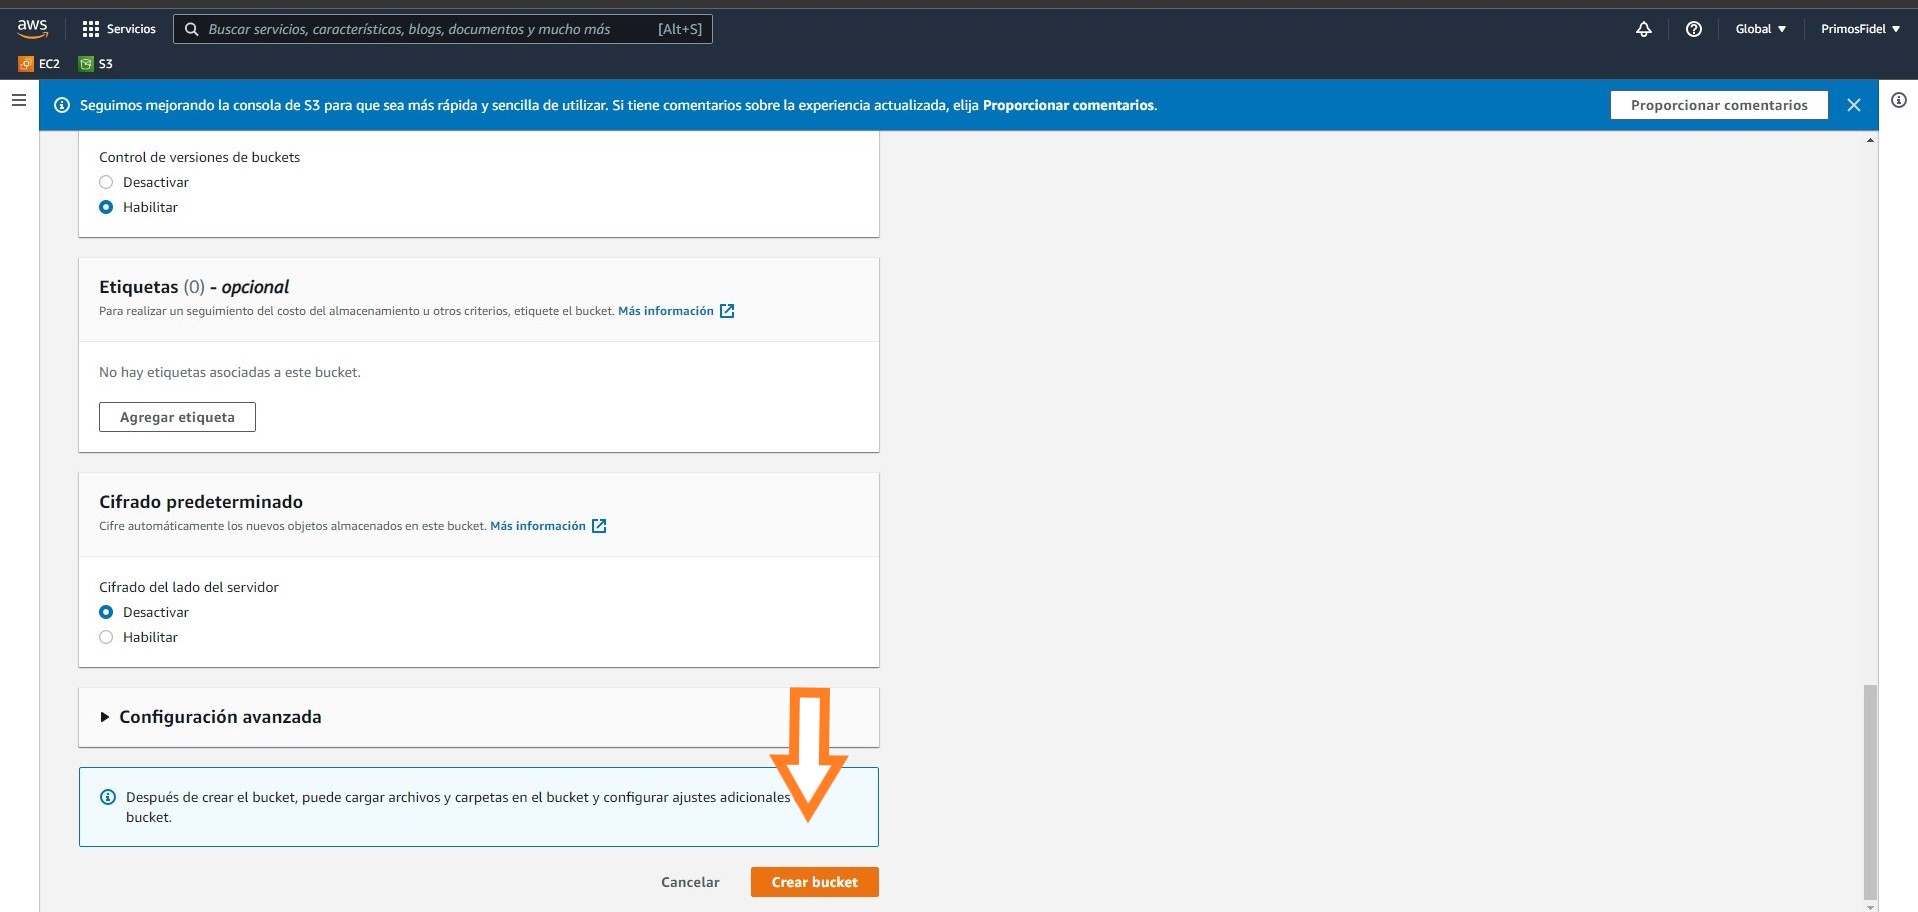 aws
Servicios
Buscar servicios, características, blogs, documentos y mucho más
[Alt+S]
Global
PrimosFidel
EC2
S3
Seguimos mejorando la consola de S3 para que sea más rápida y sencilla de utilizar. Si tiene comentarios sobre la experiencia actualizada, elija Proporcionar comentarios.
Proporcionar comentarios
Control de versiones de buckets
Desactivar
Habilitar
Etiquetas (0) - opcional
Para realizar un seguimiento del costo del almacenamiento u otros criterios, etiquete el bucket. Más información
No hay etiquetas asociadas a este bucket.
Agregar etiqueta
Cifrado predeterminado
Cifre automáticamente los nuevos objetos almacenados en este bucket. Más información
Cifrado del lado del servidor
Desactivar
Habilitar
Configuración avanzada
Después de crear el bucket, puede cargar archivos y carpetas en el bucket y configurar ajustes adicionales
bucket.
Cancelar
Crear bucket